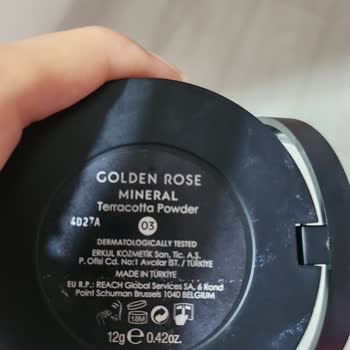 GOLDEN ROSE
MINERAL
Terracotta Powder
4D27A
03
DERMATOLOGICALLY TESTED
ERKUL KOZMETİK San. Tic. A.Ş.
P. Ofisi Cd. No:1 Avcılar İST. / TÜRKİYE
MADE IN TÜRKİYE
EU R.P.: REACH Global Services SA. 6 Rond
Point Schuman Brussels 1040 BELGIUM
18M
12g ℮ 0.42oz.